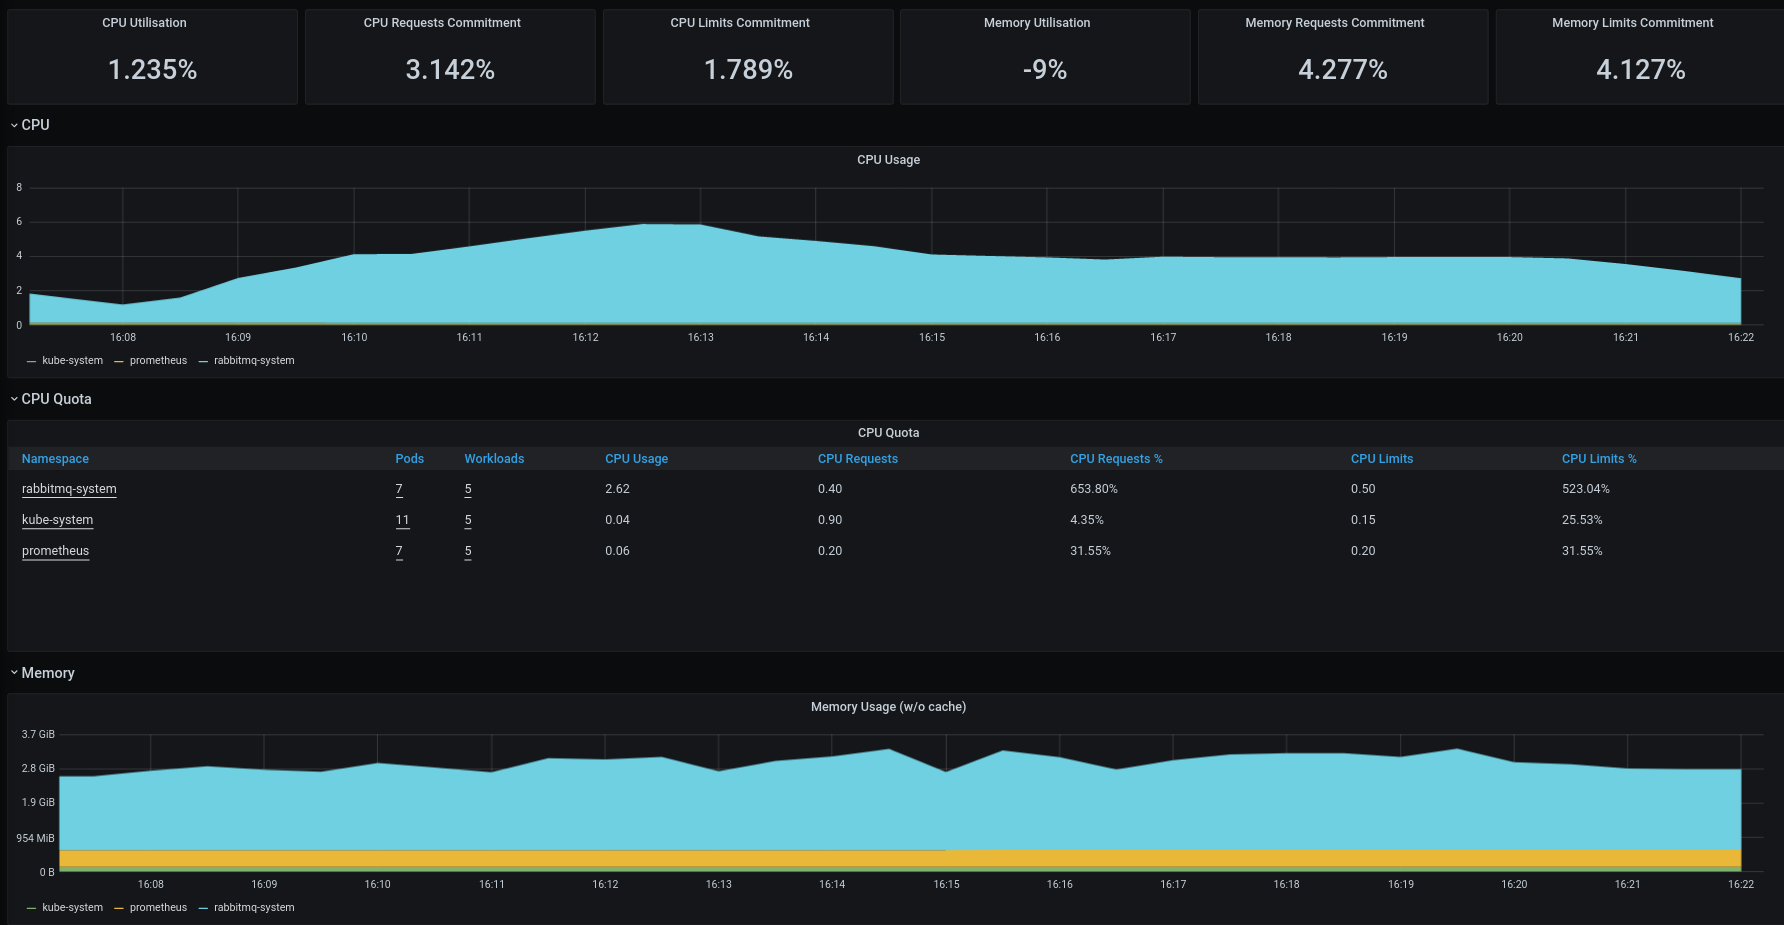 CPU Utilisation CPU Requests Commitment CPU Limits Commitment Memory Utilisation Memory Requests Commitment Memory Limits Commitment
1.235% 3.142% 1.789% -9% 4.277% 4.127%
CPU
CPU Usage
8
6
4
2
0
16:08 16:09 16:10 16:11 16:12 16:13 16:14 16:15 16:16 16:17 16:18 16:19 16:20 16:21 16:22
kube-system prometheus rabbitmq-system
CPU Quota
CPU Quota
Namespace Pods Workloads CPU Usage CPU Requests CPU Requests % CPU Limits CPU Limits %
rabbitmq-system 7 5 2.62 0.40 653.80% 0.50 523.04%
kube-system 11 5 0.04 0.90 4.35% 0.15 25.53%
prometheus 7 5 0.06 0.20 31.55% 0.20 31.55%
Memory
Memory Usage (w/o cache)
3.7 GiB
2.8 GiB
1.9 GiB
954 MiB
0 B
16:08 16:09 16:10 16:11 16:12 16:13 16:14 16:15 16:16 16:17 16:18 16:19 16:20 16:21 16:22
kube-system prometheus rabbitmq-system